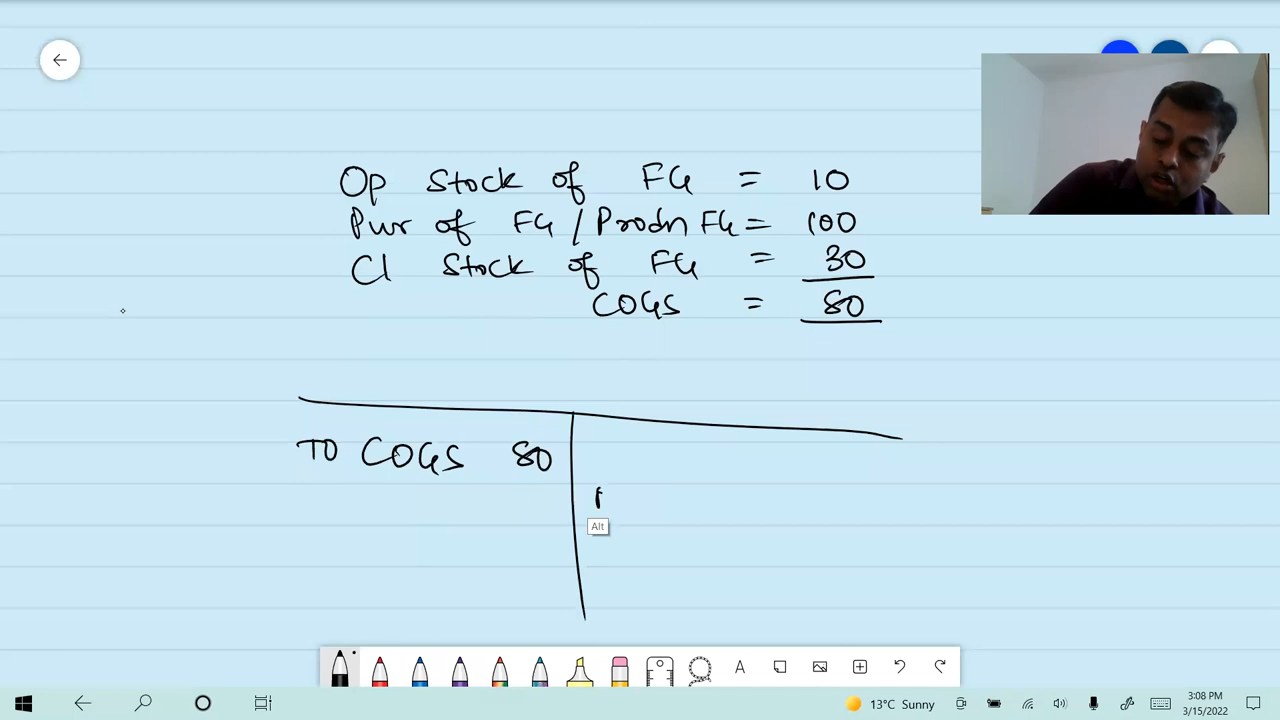 Op Stock of FG = 10
Pur of FG / Prodn FG = 100
Cl Stock of FG = 30
COGS = 80
TO COGS 80
Alt
A
13°C Sunny
3:08 PM
3/15/2022